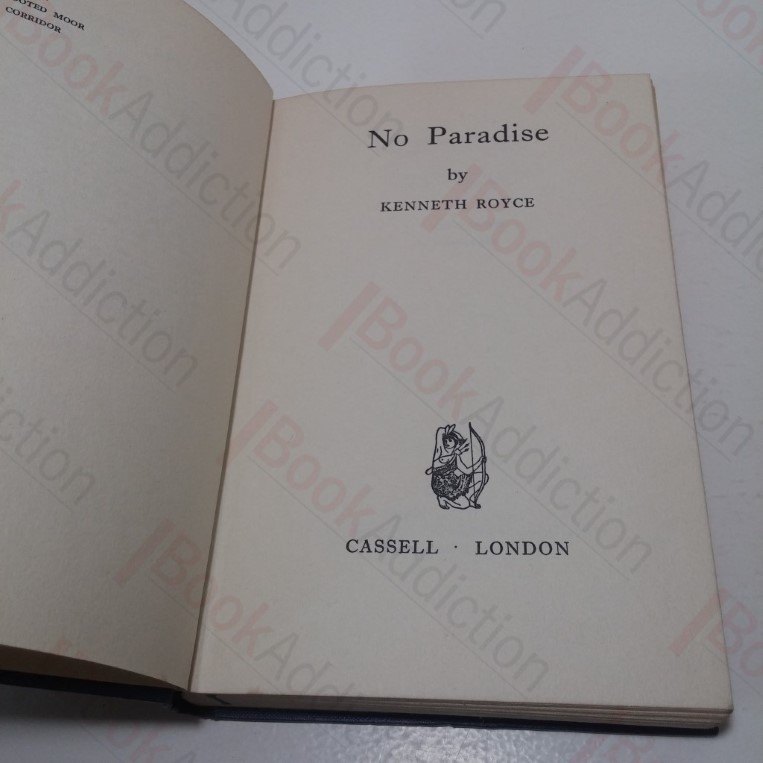 MOOR
CORRIDOR
No Paradise
by
KENNETH ROYCE
CASSELL · LONDON
BookAddiction